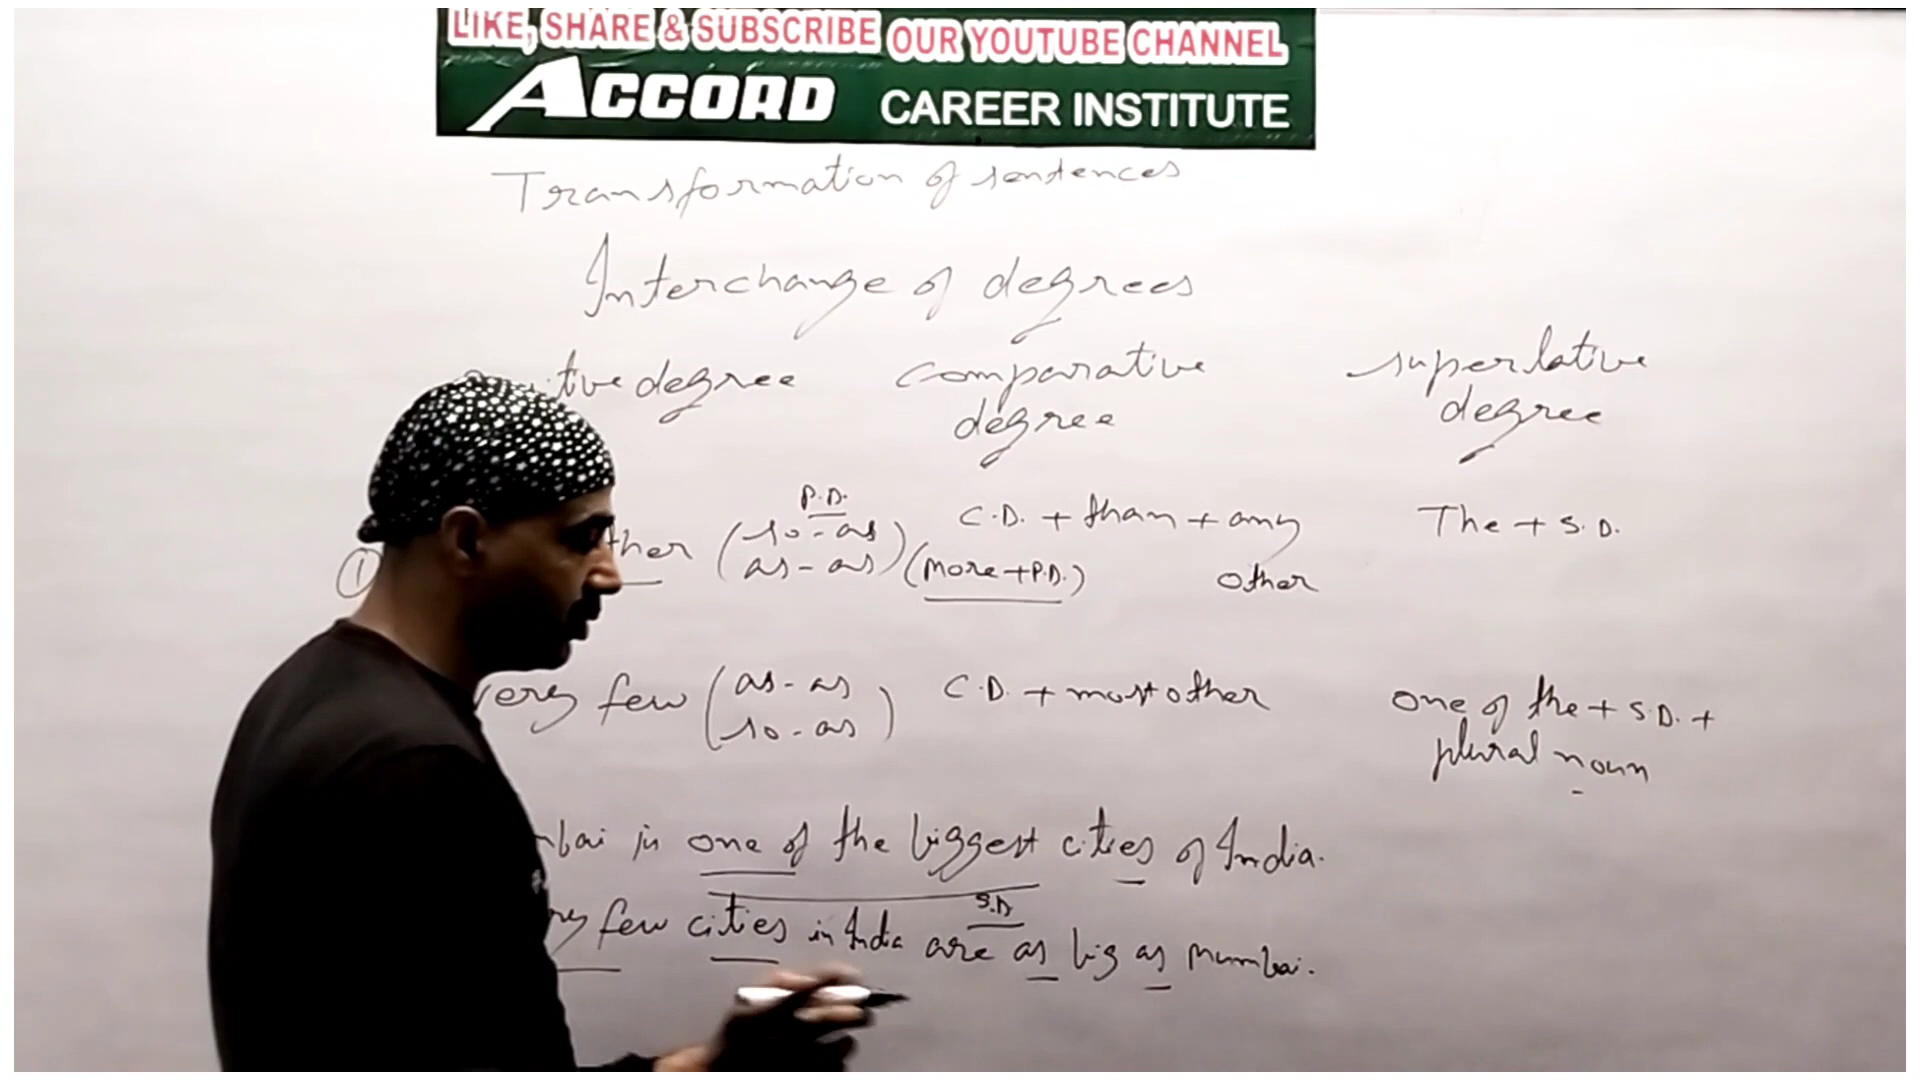 LIKE, SHARE & SUBSCRIBE OUR YOUTUBE CHANNEL
ACCORD CAREER INSTITUTE
Transformation of sentences
Interchange of degrees
tive degree comparative degree superlative degree
① ther (so - as P.D. as - as) C.D. + than + any other (more + P.D.) The + S.D.
very few (as - as so - as) C.D. + most other one of the + S.D. + plural noun
mbai is one of the biggest cities of India.
S.D
ry few cities in India are as big as Mumbai.